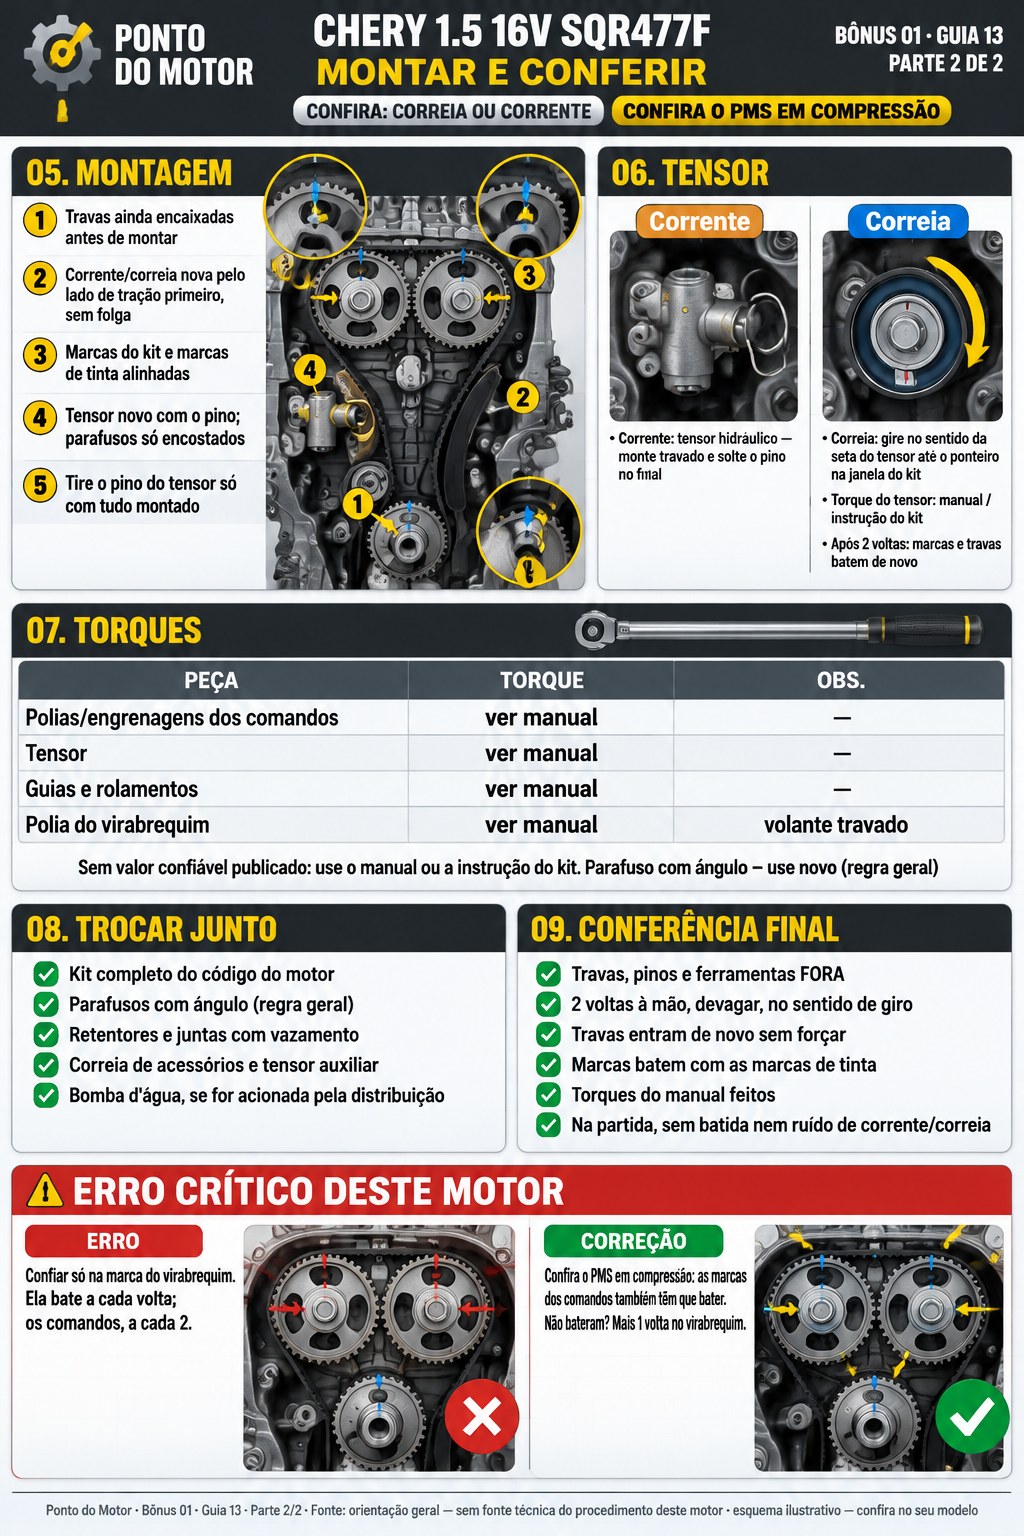 PONTO
DO MOTOR
CHERY 1.5 16V SQR477F
MONTAR E CONFERIR
CONFIRA: CORREIA OU CORRENTE
CONFIRA O PMS EM COMPRESSÃO
BÔNUS 01 · GUIA 13
PARTE 2 DE 2
05. MONTAGEM
1
Travas ainda encaixadas
antes de montar
2
Corrente/correia nova pelo
lado de tração primeiro,
sem folga
3
Marcas do kit e marcas
de tinta alinhadas
4
Tensor novo com o pino;
parafusos só encostados
5
Tire o pino do tensor só
com tudo montado
3
4
2
1
06. TENSOR
Corrente
• Corrente: tensor hidráulico —
monte travado e solte o pino
no final
Correia
• Correia: gire no sentido da
seta do tensor até o ponteiro
na janela do kit
• Torque do tensor: manual /
instrução do kit
• Após 2 voltas: marcas e travas
batem de novo
07. TORQUES
PEÇA TORQUE OBS.
Polias/engrenagens dos comandos ver manual —
Tensor ver manual —
Guias e rolamentos ver manual —
Polia do virabrequim ver manual volante travado
Sem valor confiável publicado: use o manual ou a instrução do kit. Parafuso com ângulo – use novo (regra geral)
08. TROCAR JUNTO
Kit completo do código do motor
Parafusos com ângulo (regra geral)
Retentores e juntas com vazamento
Correia de acessórios e tensor auxiliar
Bomba d'água, se for acionada pela distribuição
09. CONFERÊNCIA FINAL
Travas, pinos e ferramentas FORA
2 voltas à mão, devagar, no sentido de giro
Travas entram de novo sem forçar
Marcas batem com as marcas de tinta
Torques do manual feitos
Na partida, sem batida nem ruído de corrente/correia
ERRO CRÍTICO DESTE MOTOR
ERRO
Confiar só na marca do virabrequim.
Ela bate a cada volta;
os comandos, a cada 2.
CORREÇÃO
Confira o PMS em compressão: as marcas
dos comandos também têm que bater.
Não bateram? Mais 1 volta no virabrequim.
Ponto do Motor · Bônus 01 · Guia 13 · Parte 2/2 · Fonte: orientação geral — sem fonte técnica do procedimento deste motor · esquema ilustrativo — confira no seu modelo